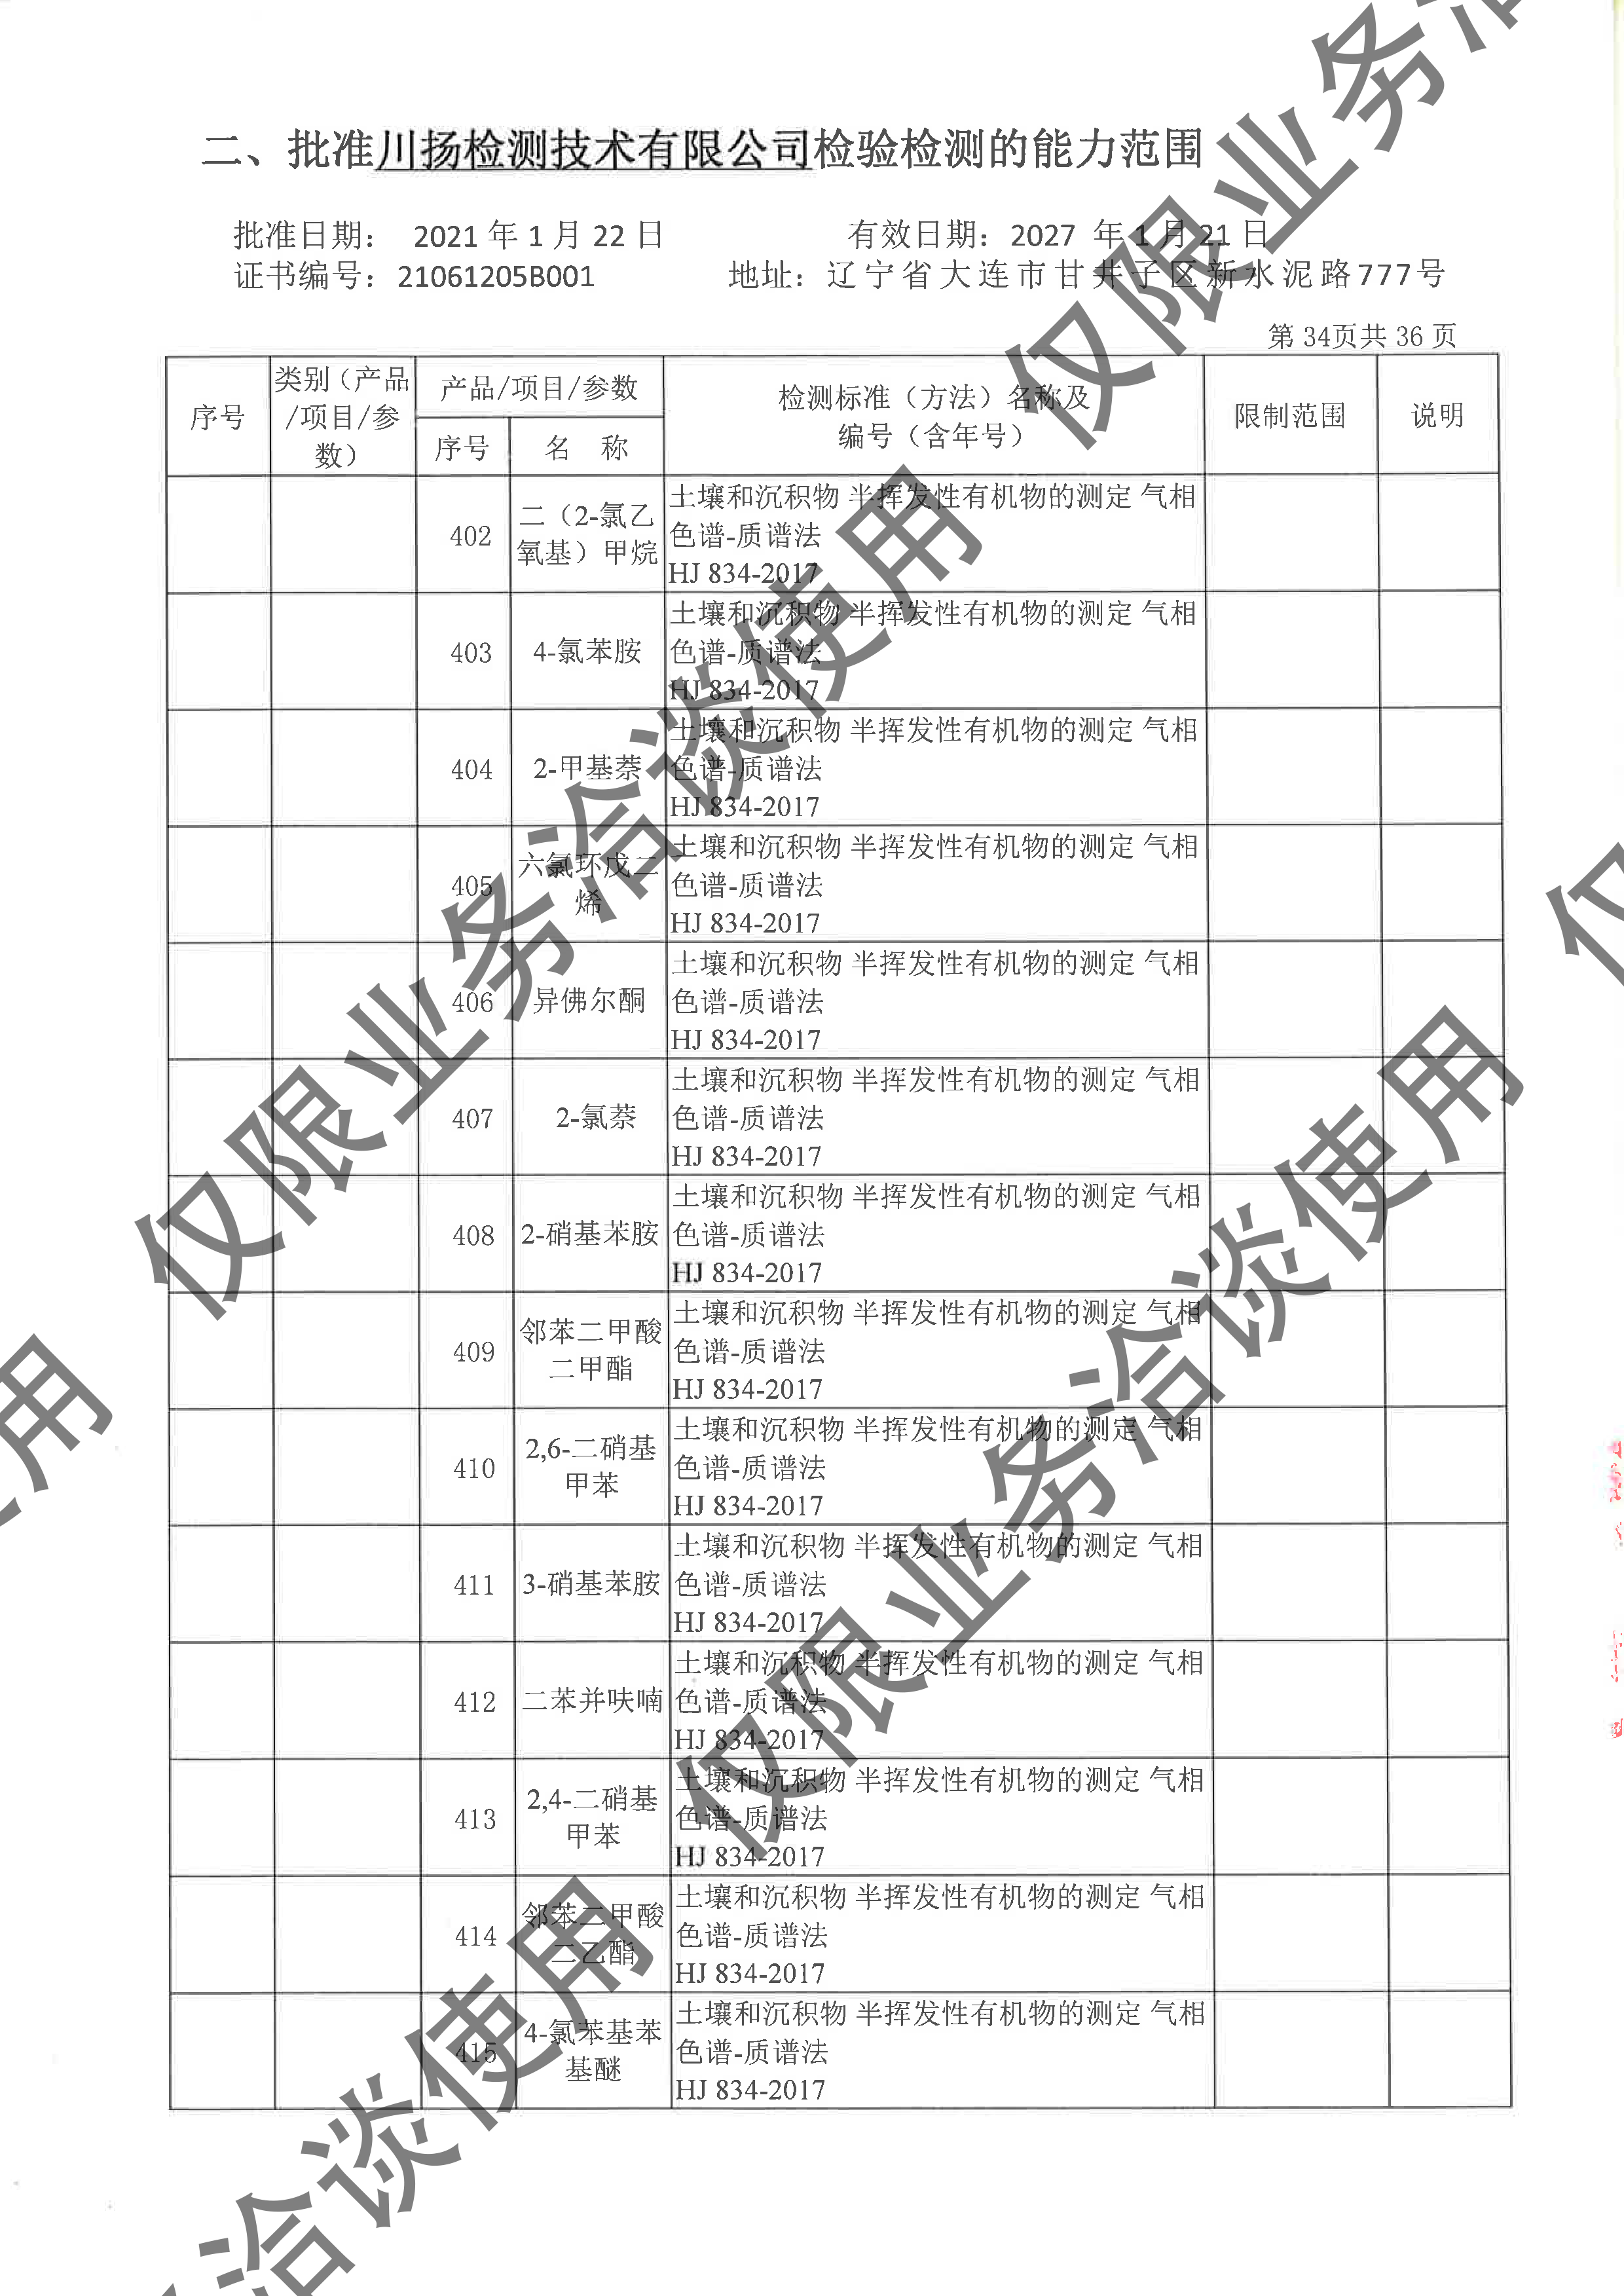 二、批准川扬检测技术有限公司检验检测的能力范围
批准日期： 2021 年 1 月 22 日 有效日期：2027 年 1 月 21 日
证书编号：21061205B001 地址：辽宁省大连市甘井子区新水泥路777号
第 34页共 36 页
序号 类别（产品/项目/参数） 产品/项目/参数 检测标准（方法）名称及编号（含年号） 限制范围 说明
序号 名 称
402 二（2-氯乙氧基）甲烷 土壤和沉积物 半挥发性有机物的测定 气相
色谱-质谱法
HJ 834-2017
403 4-氯苯胺 土壤和沉积物 半挥发性有机物的测定 气相
色谱-质谱法
HJ 834-2017
404 2-甲基萘 土壤和沉积物 半挥发性有机物的测定 气相
色谱-质谱法
HJ 834-2017
405 六氯环戊二烯 土壤和沉积物 半挥发性有机物的测定 气相
色谱-质谱法
HJ 834-2017
406 异佛尔酮 土壤和沉积物 半挥发性有机物的测定 气相
色谱-质谱法
HJ 834-2017
407 2-氯萘 土壤和沉积物 半挥发性有机物的测定 气相
色谱-质谱法
HJ 834-2017
408 2-硝基苯胺 土壤和沉积物 半挥发性有机物的测定 气相
色谱-质谱法
HJ 834-2017
409 邻苯二甲酸二甲酯 土壤和沉积物 半挥发性有机物的测定 气相
色谱-质谱法
HJ 834-2017
410 2,6-二硝基甲苯 土壤和沉积物 半挥发性有机物的测定 气相
色谱-质谱法
HJ 834-2017
411 3-硝基苯胺 土壤和沉积物 半挥发性有机物的测定 气相
色谱-质谱法
HJ 834-2017
412 二苯并呋喃 土壤和沉积物 半挥发性有机物的测定 气相
色谱-质谱法
HJ 834-2017
413 2,4-二硝基甲苯 土壤和沉积物 半挥发性有机物的测定 气相
色谱-质谱法
HJ 834-2017
414 邻苯二甲酸二乙酯 土壤和沉积物 半挥发性有机物的测定 气相
色谱-质谱法
HJ 834-2017
415 4-氯苯基苯基醚 土壤和沉积物 半挥发性有机物的测定 气相
色谱-质谱法
HJ 834-2017
仅限业务洽
仅限业务洽谈使用
仅限业务洽谈使用
使用
洽谈使用
仅